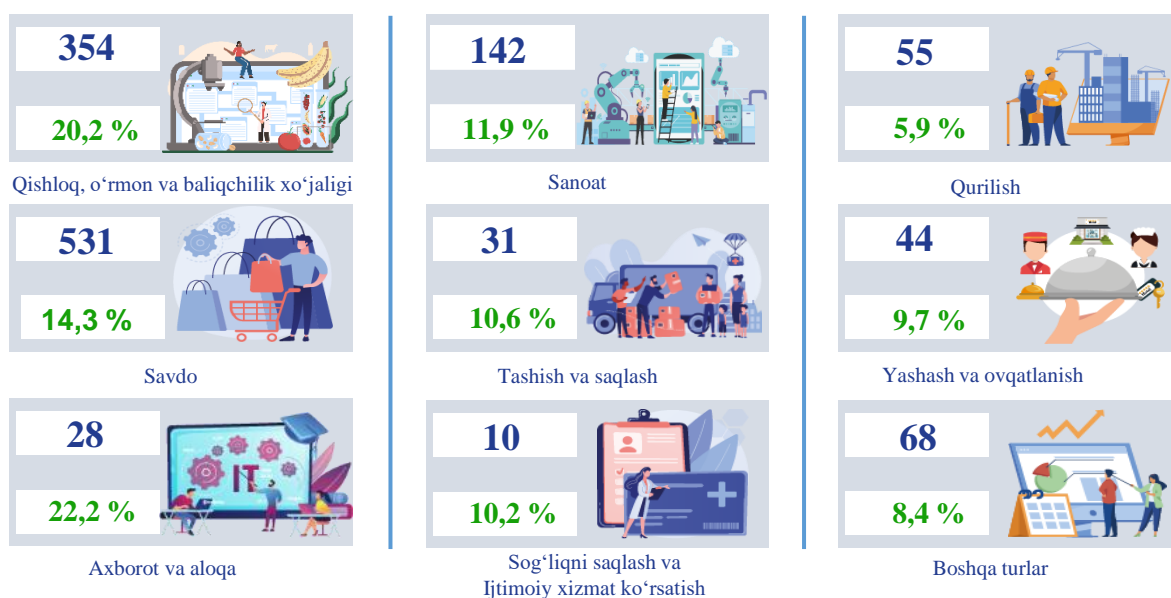 354
20,2 %
Qishloq, o‘rmon va baliqchilik xo‘jaligi
142
11,9 %
Sanoat
55
5,9 %
Qurilish
531
14,3 %
Savdo
31
10,6 %
Tashish va saqlash
44
9,7 %
Yashash va ovqatlanish
28
22,2 %
IT
Axborot va aloqa
10
10,2 %
Sog‘liqni saqlash va
Ijtimoiy xizmat ko‘rsatish
68
8,4 %
Boshqa turlar